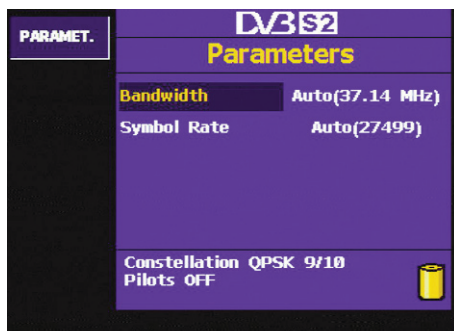 PARAMET.
DVB S2
Parameters
Bandwidth Auto(37.14 MHz)
Symbol Rate Auto(27499)
Constellation QPSK 9/10
Pilots OFF